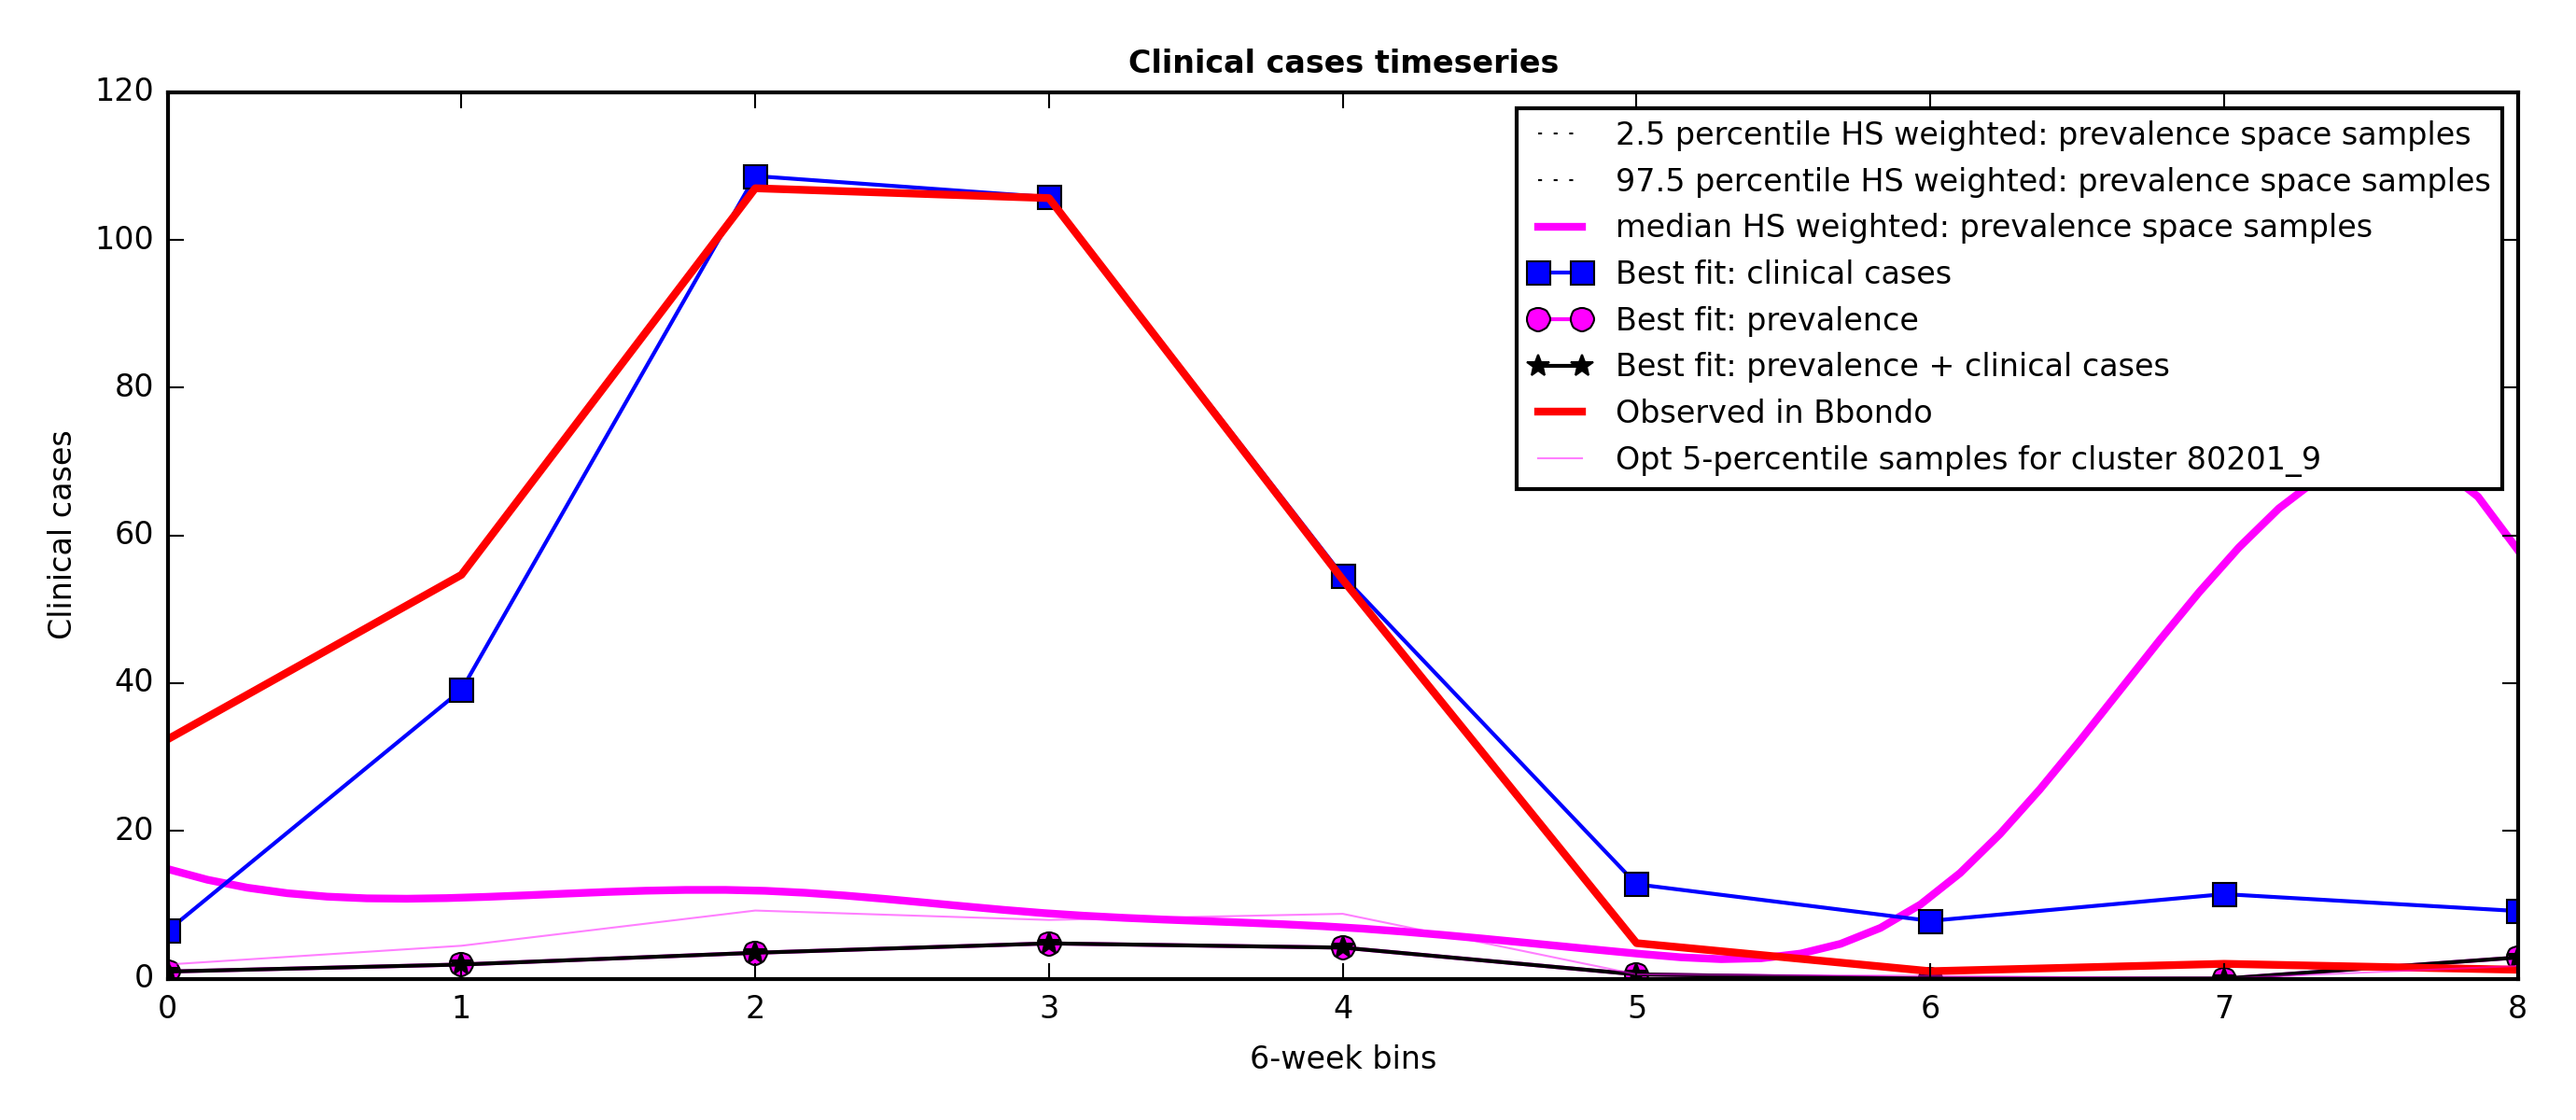 Clinical cases timeseries
120
100
80
60
40
20
0
Clinical cases
0 1 2 3 4 5 6 7 8
6-week bins
2.5 percentile HS weighted: prevalence space samples
97.5 percentile HS weighted: prevalence space samples
median HS weighted: prevalence space samples
Best fit: clinical cases
Best fit: prevalence
Best fit: prevalence + clinical cases
Observed in Bbondo
Opt 5-percentile samples for cluster 80201_9